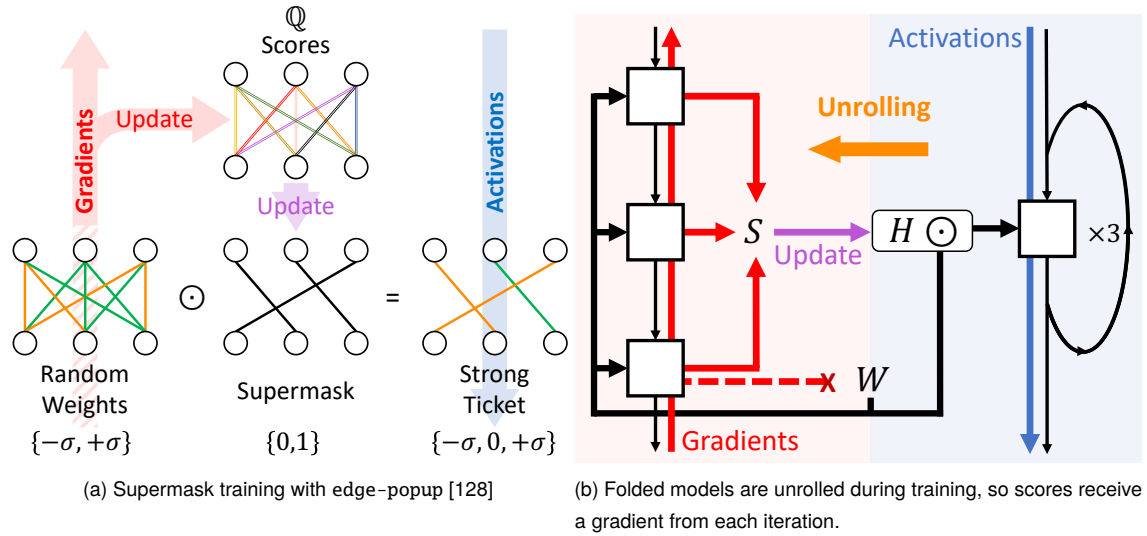 ℚ
Scores
Gradients
Update
Activations
Update
⊙
=
Random
Weights
{−σ, +σ}
Supermask
{0,1}
Strong
Ticket
{−σ, 0, +σ}
(a) Supermask training with edge-popup [128]
Activations
Unrolling
S
Update
H ⊙
×3
X
W
Gradients
(b) Folded models are unrolled during training, so scores receive
a gradient from each iteration.